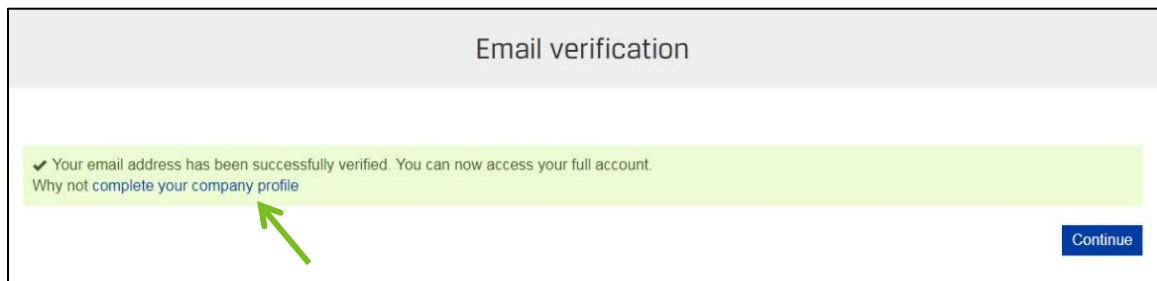 Email verification
✔ Your email address has been successfully verified. You can now access your full account.
Why not complete your company profile
Continue